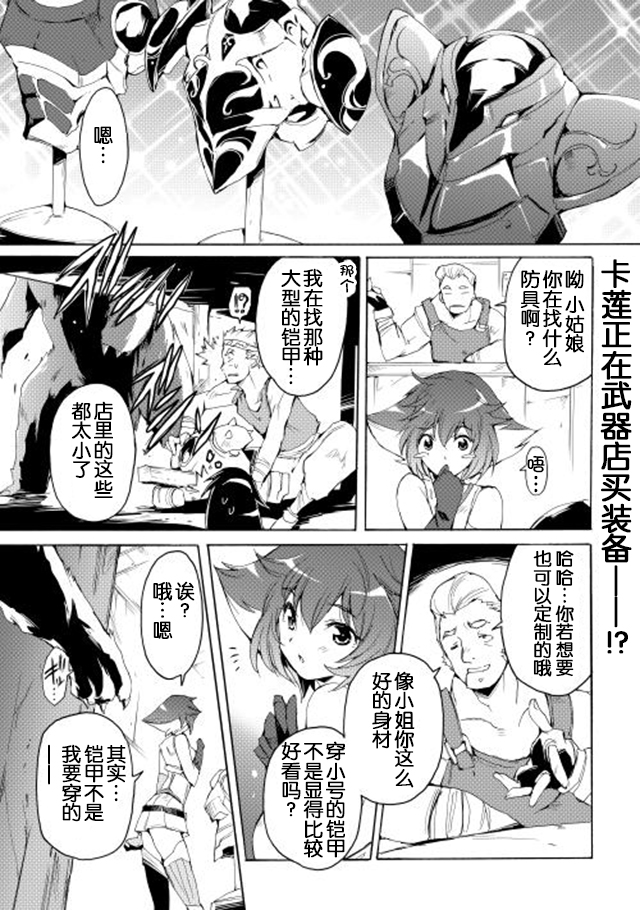 卡莲正在武器店买装备——!?
嗯…
呦 小姑娘
你在找什么
防具啊?
唔…
那个
我在找那种
大型的铠甲…
!?
店里的这些
都太小了
哈哈…你若想要
也可以定制的哦
像小姐你这么
好的身材
穿小号的铠甲
不是显得比较
好看吗?
诶?
哦…嗯
其实…
铠甲不是
我要穿的
——